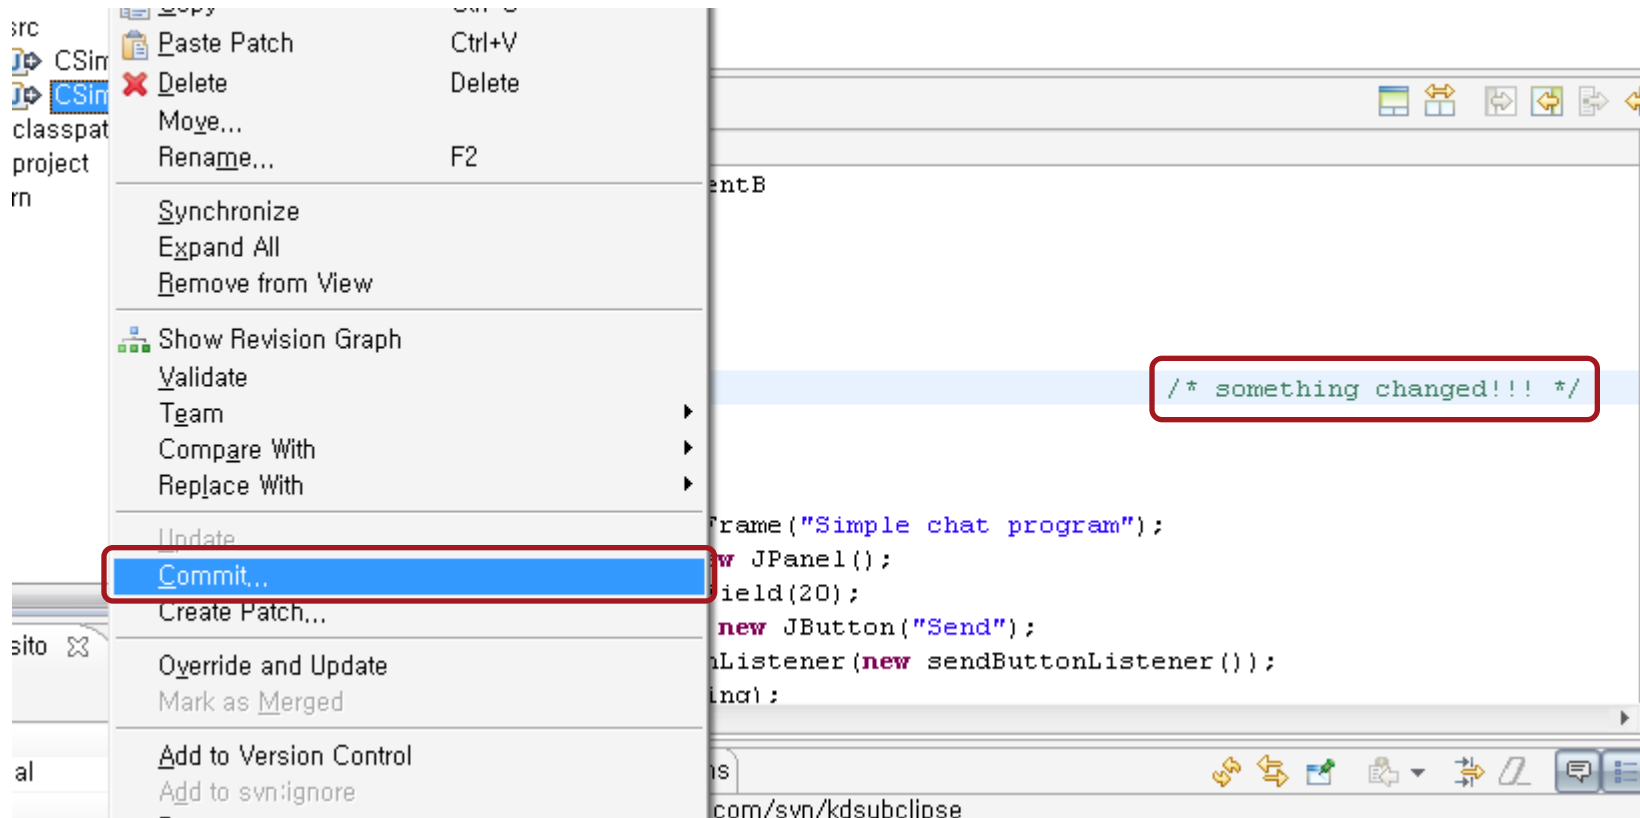 src
CSim
CSim
classpat
project
rn
Copy
Paste Patch Ctrl+V
Delete Delete
Move...
Rename... F2
Synchronize
Expand All
Remove from View
Show Revision Graph
Validate
Team
Compare With
Replace With
Update
Commit...
Create Patch...
Override and Update
Mark as Merged
Add to Version Control
Add to svn:ignore
entB
/* something changed!!! */
Frame("Simple chat program");
w JPanel();
ield(20);
new JButton("Send");
nListener(new sendButtonListener());
ing);
sito
al
ns
com/svn/kdsubclipse